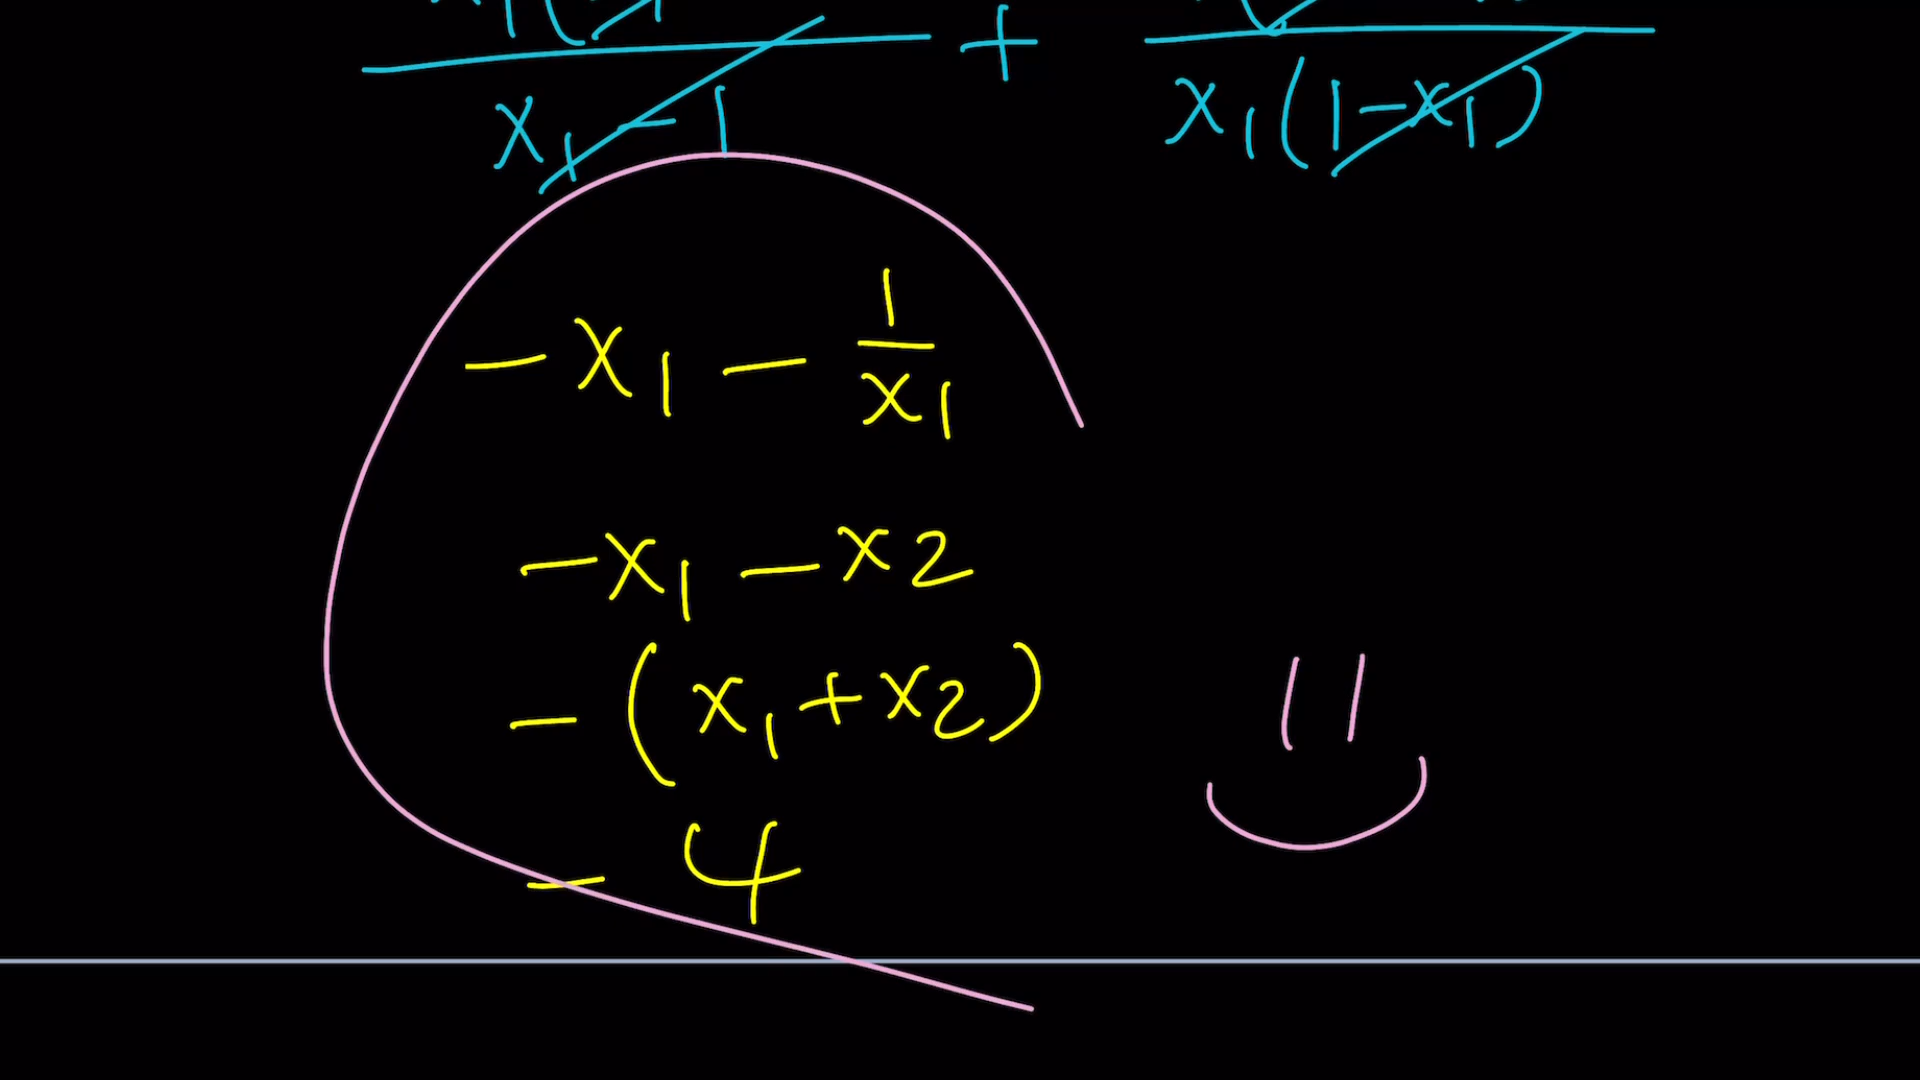 +
x₁ - 1
x₁(1 - x₁)
- x₁ - 1/x₁
- x₁ - x2
- (x₁ + x₂)
- 4